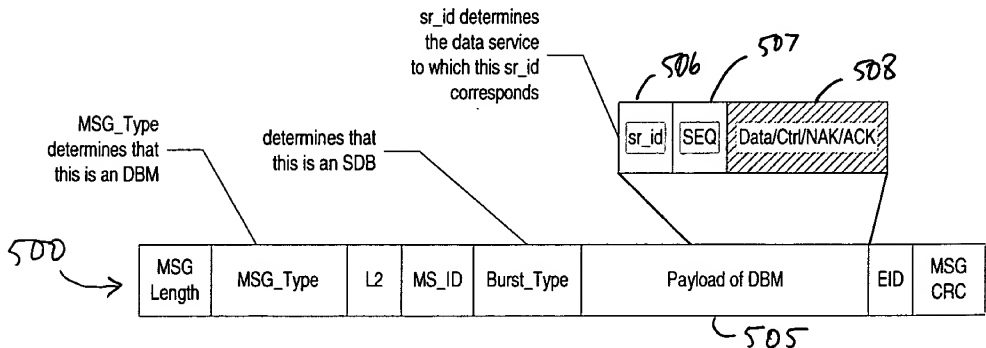 sr_id determines
the data service
to which this sr_id
corresponds
506
507
508
sr_id
SEQ
Data/Ctrl/NAK/ACK
MSG_Type
determines that
this is an DBM
determines that
this is an SDB
500
MSG
Length
MSG_Type
L2
MS_ID
Burst_Type
Payload of DBM
EID
MSG
CRC
505